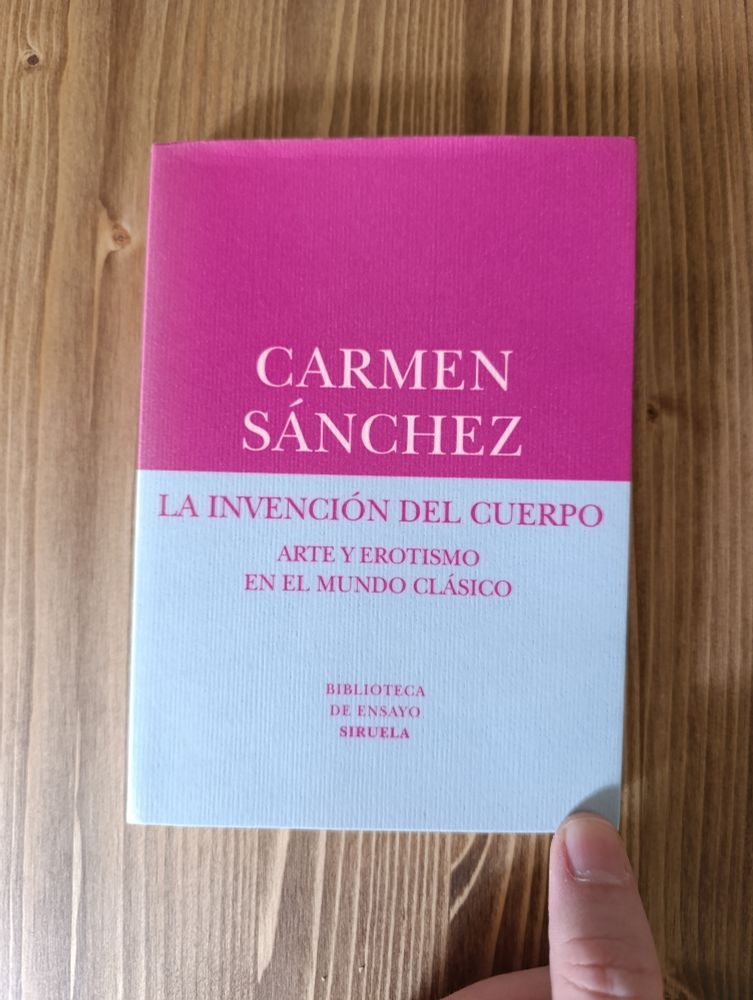 CARMEN
SÁNCHEZ
LA INVENCIÓN DEL CUERPO
ARTE Y EROTISMO
EN EL MUNDO CLÁSICO
BIBLIOTECA
DE ENSAYO
SIRUELA